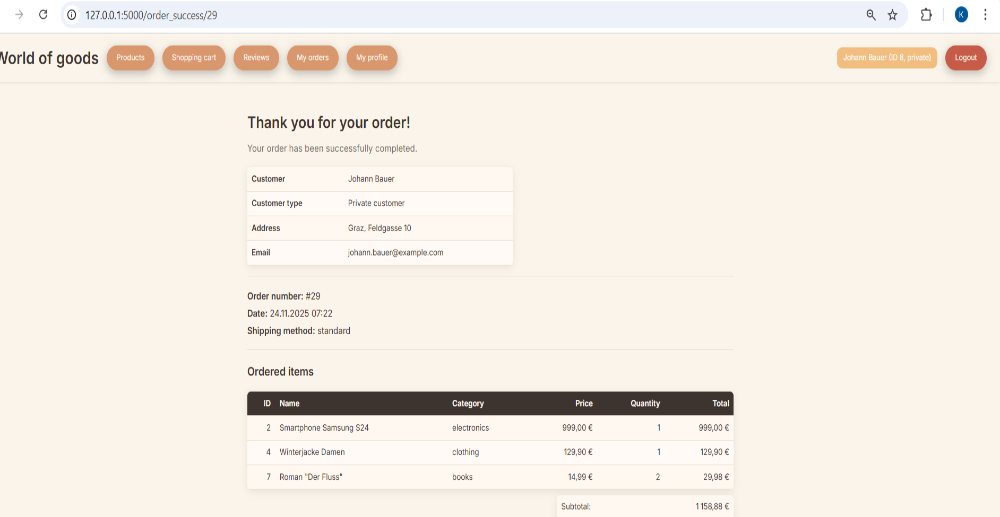 127.0.0.1:5000/order_success/29
K
World of goods Products Shopping cart Reviews My orders My profile Johann Bauer (ID 8, private) Logout
Thank you for your order!
Your order has been successfully completed.
Customer Johann Bauer
Customer type Private customer
Address Graz, Feldgasse 10
Email johann.bauer@example.com
Order number: #29
Date: 24.11.2025 07:22
Shipping method: standard
Ordered items
ID Name Category Price Quantity Total
2 Smartphone Samsung S24 electronics 999,00 € 1 999,00 €
4 Winterjacke Damen clothing 129,90 € 1 129,90 €
7 Roman "Der Fluss" books 14,99 € 2 29,98 €
Subtotal: 1 158,88 €